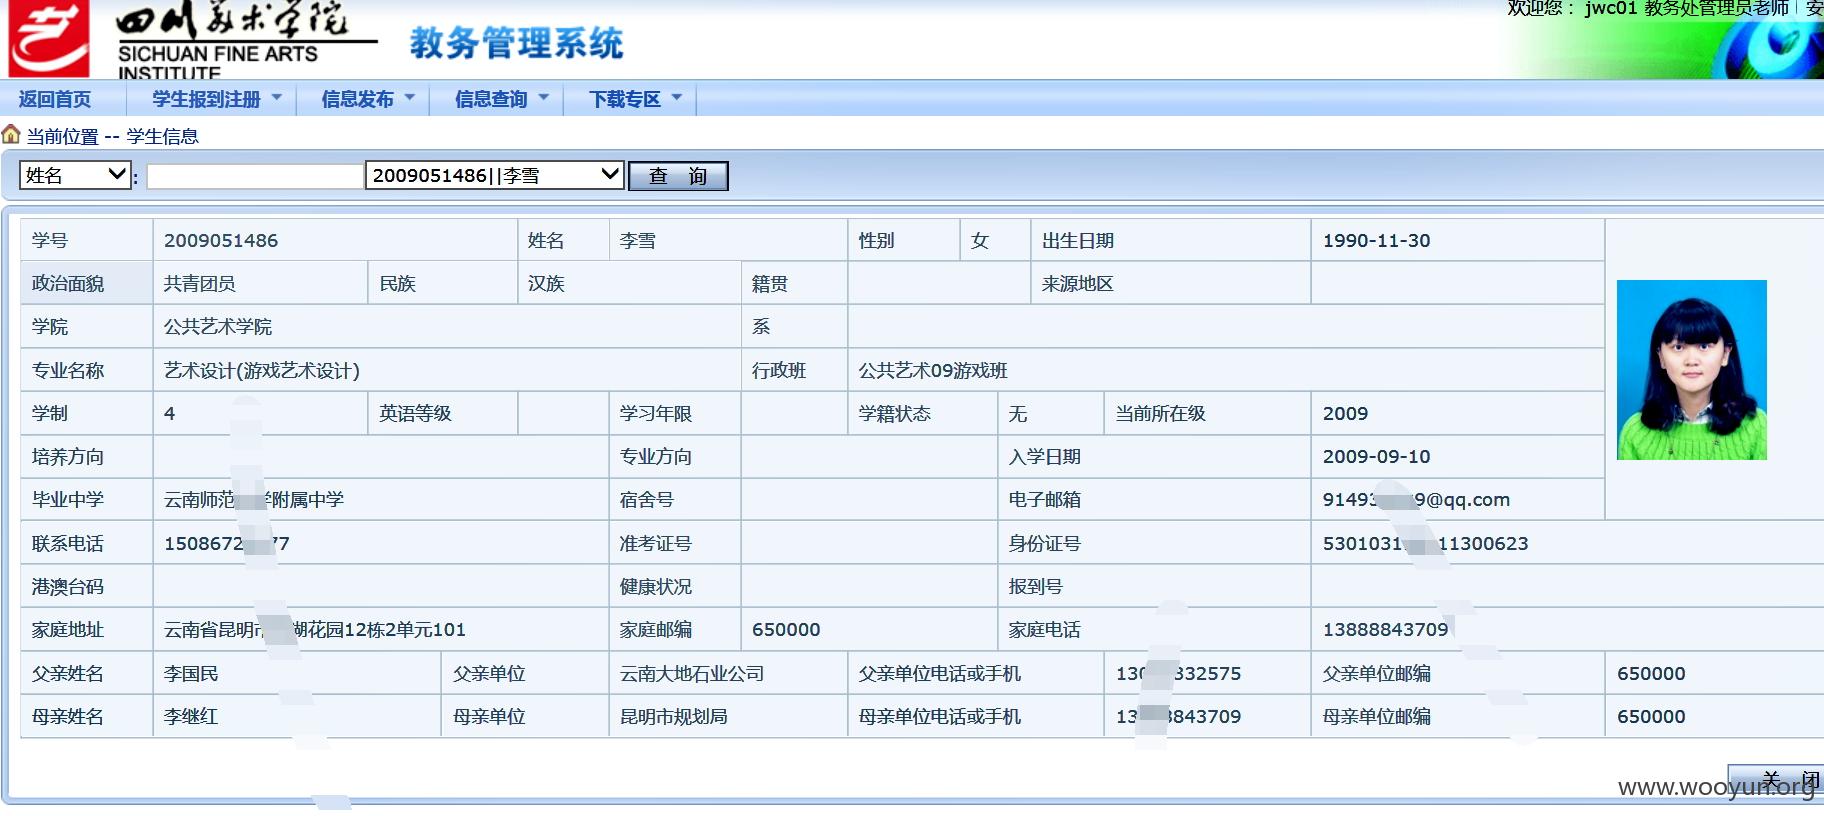 四川美术学院
SICHUAN FINE ARTS
INSTITUTE
教务管理系统
欢迎您： jwc01 教务处管理员老师 | 安
返回首页 学生报到注册 信息发布 信息查询 下载专区
当前位置 -- 学生信息
姓名 : 2009051486||李雪 查 询
学号 2009051486 姓名 李雪 性别 女 出生日期 1990-11-30
政治面貌 共青团员 民族 汉族 籍贯 来源地区
学院 公共艺术学院 系
专业名称 艺术设计(游戏艺术设计) 行政班 公共艺术09游戏班
学制 4 英语等级 学习年限 学籍状态 无 当前所在级 2009
培养方向 专业方向 入学日期 2009-09-10
毕业中学 云南师范 学附属中学 宿舍号 电子邮箱 91493 9@qq.com
联系电话 1508672 77 准考证号 身份证号 5301031 11300623
港澳台码 健康状况 报到号
家庭地址 云南省昆明市 湖花园12栋2单元101 家庭邮编 650000 家庭电话 13888843709
父亲姓名 李国民 父亲单位 云南大地石业公司 父亲单位电话或手机 130 332575 父亲单位邮编 650000
母亲姓名 李继红 母亲单位 昆明市规划局 母亲单位电话或手机 13 8843709 母亲单位邮编 650000
关 闭
www.wooyun.org